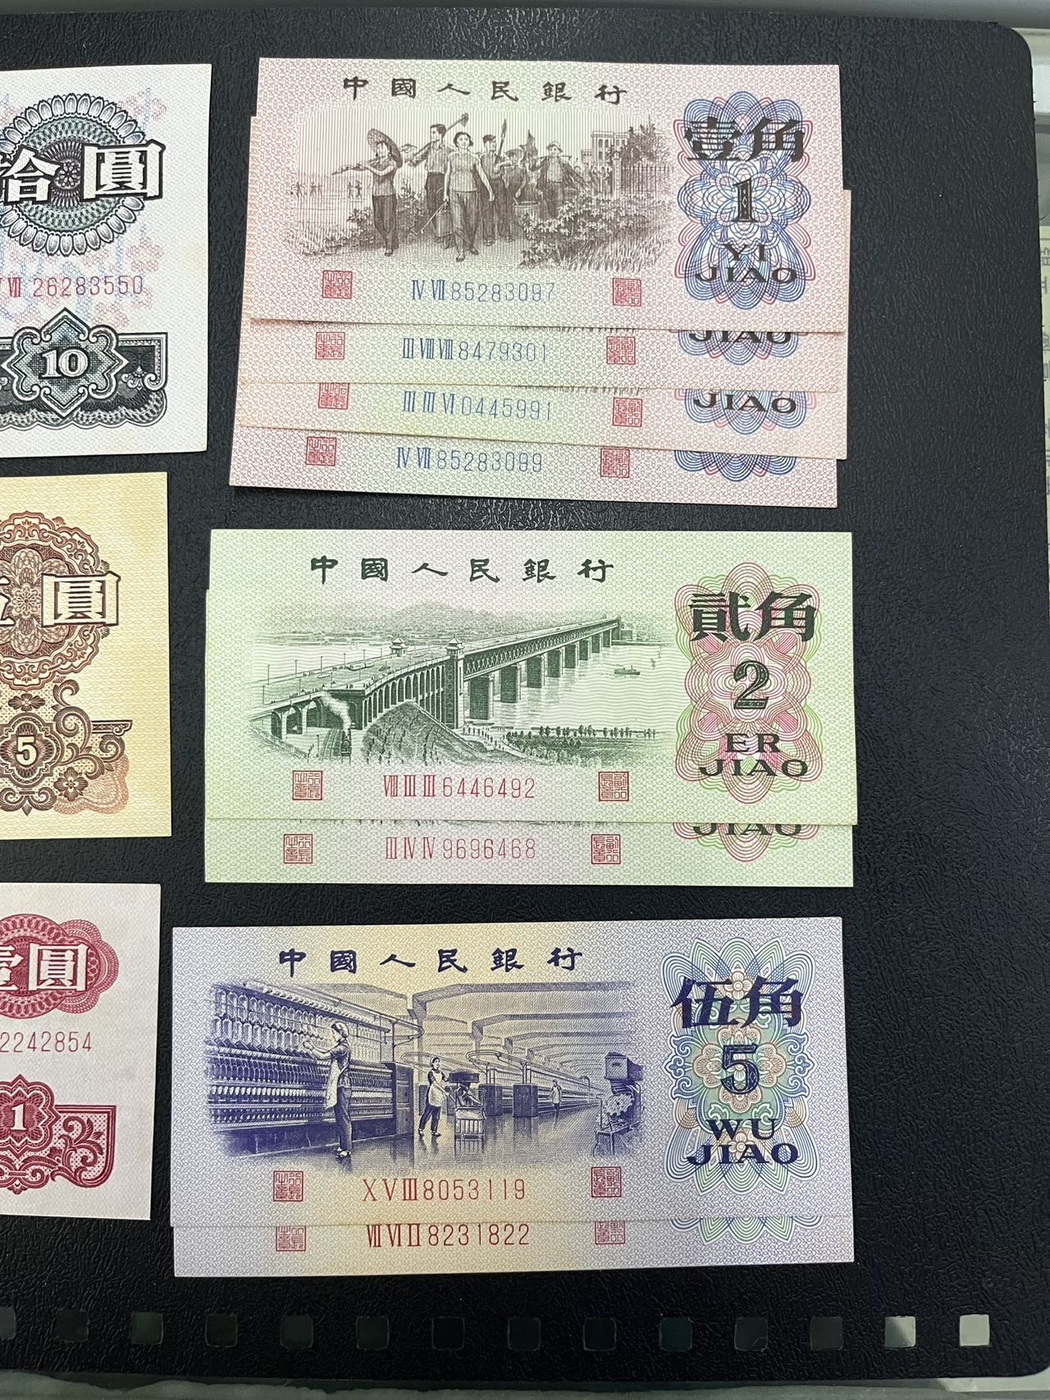 拾圓
VII 26283550
10
中國人民銀行
壹角
1
YI
JIAO
IV VII 85283097
JIAO
III VIII VIII 8479301
JIAO
III III VI 0445991
IV VII 85283099
圓
5
中國人民銀行
貳角
2
ER
JIAO
VIII III III 6446492
JIAO
III IV IV 9696468
壹圓
2242854
1
中國人民銀行
伍角
5
WU
JIAO
X V III 8053119
VII VI II 8231822